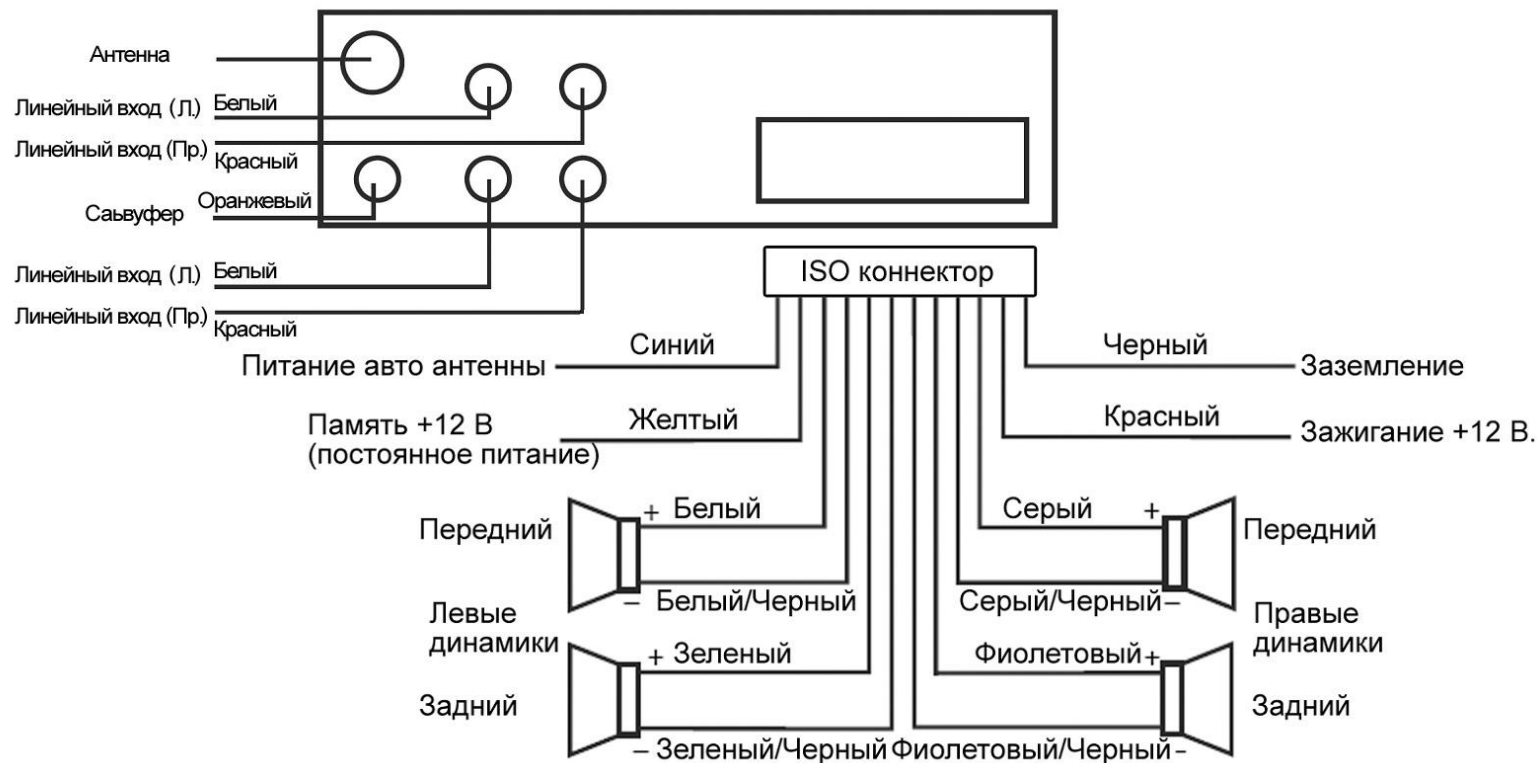 Антенна
Линейный вход (Л.) Белый
Линейный вход (Пр.) Красный
Саьвуфер Оранжевый
Линейный вход (Л.) Белый
Линейный вход (Пр.) Красный
ISO коннектор
Питание авто антенны Синий
Черный Заземление
Память +12 В Желтый
(постоянное питание)
Красный Зажигание +12 В.
Передний + Белый
Серый + Передний
– Белый/Черный
Серый/Черный –
Левые
динамики
Правые
динамики
+ Зеленый
Фиолетовый +
Задний
Задний
– Зеленый/Черный
Фиолетовый/Черный -